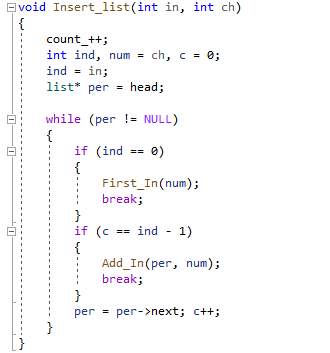 void Insert_list(int in, int ch)
{
count_++;
int ind, num = ch, c = 0;
ind = in;
list* per = head;
while (per != NULL)
{
if (ind == 0)
{
First_In(num);
break;
}
if (c == ind - 1)
{
Add_In(per, num);
break;
}
per = per->next; c++;
}
}